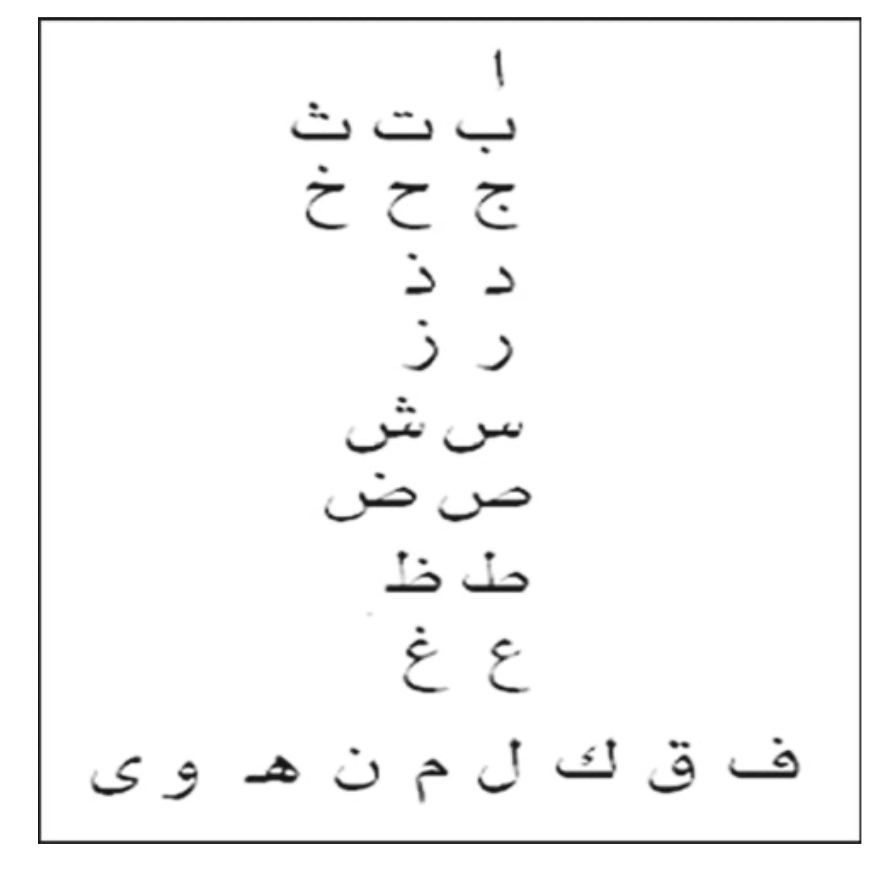 ا
ب ت ث
ج ح خ
د ذ
ر ز
س ش
ص ض
ط ظ
ع غ
ف ق ك ل م ن هـ و ى